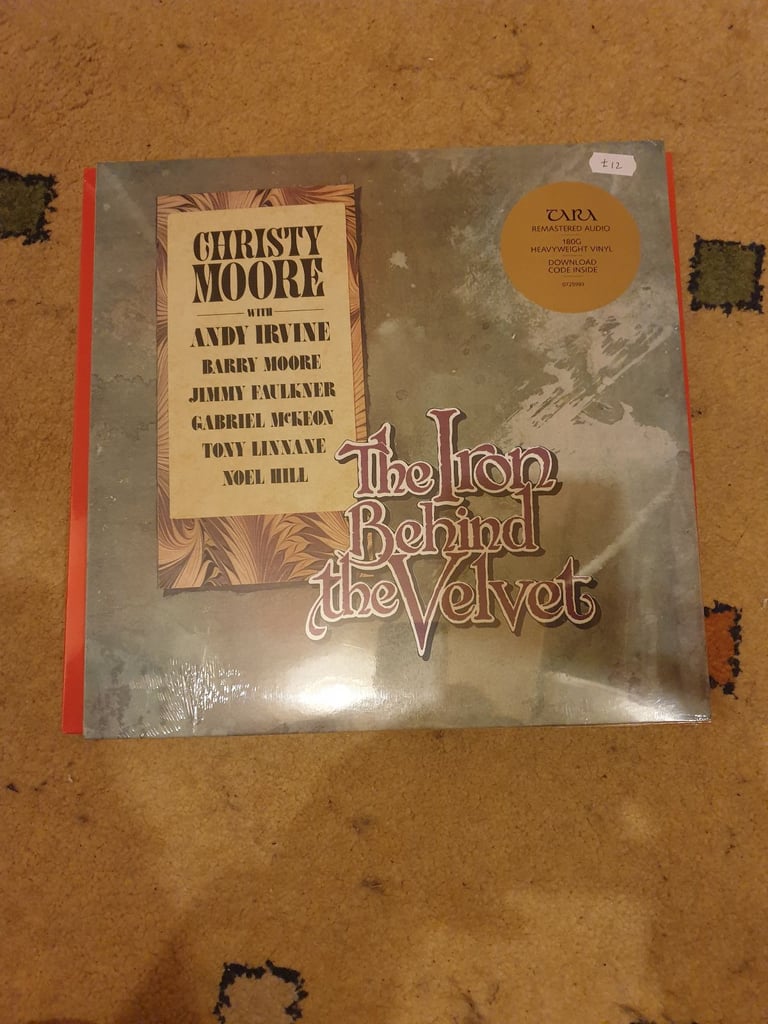 £12
TARA
REMASTERED AUDIO
180G
HEAVYWEIGHT VINYL
DOWNLOAD
CODE INSIDE
CHRISTY
MOORE
WITH
ANDY IRVINE
BARRY MOORE
JIMMY FAULKNER
GABRIEL McKEON
TONY LINNANE
NOEL HILL
The Iron
Behind
the Velvet